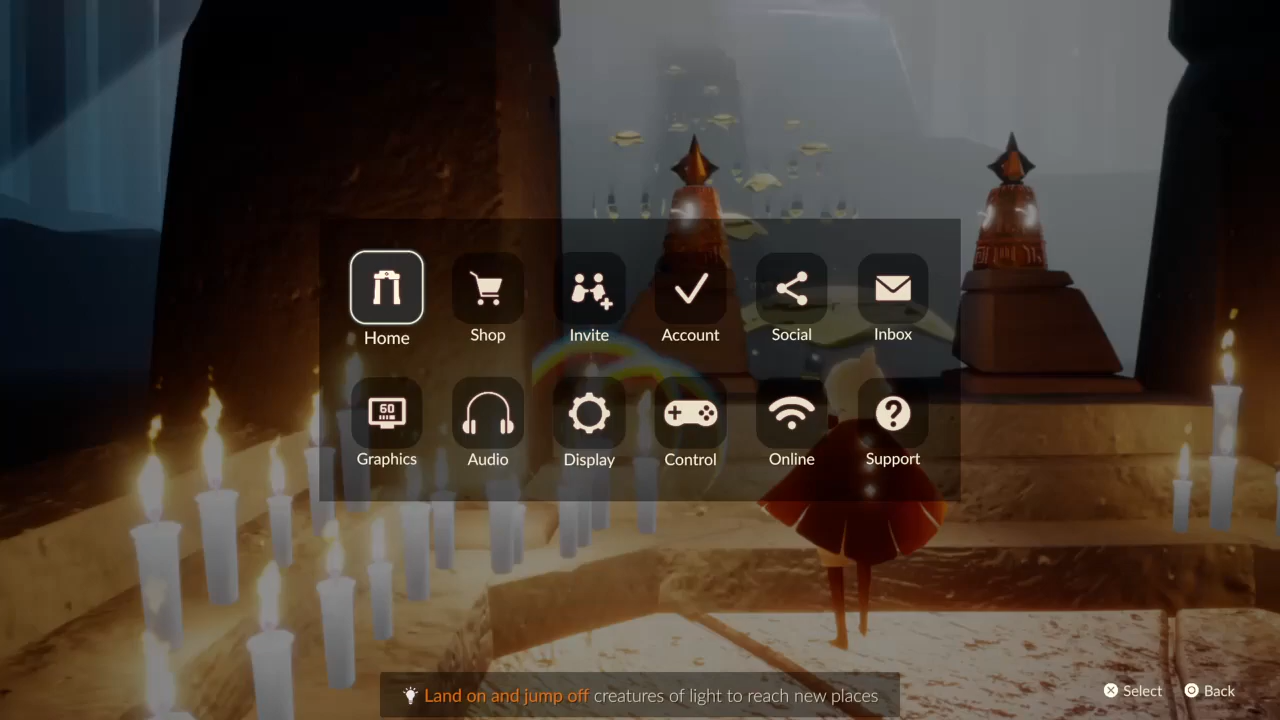 Home
Shop
Invite
Account
Social
Inbox
60
Graphics
Audio
Display
Control
Online
Support
Land on and jump off creatures of light to reach new places
Select
Back